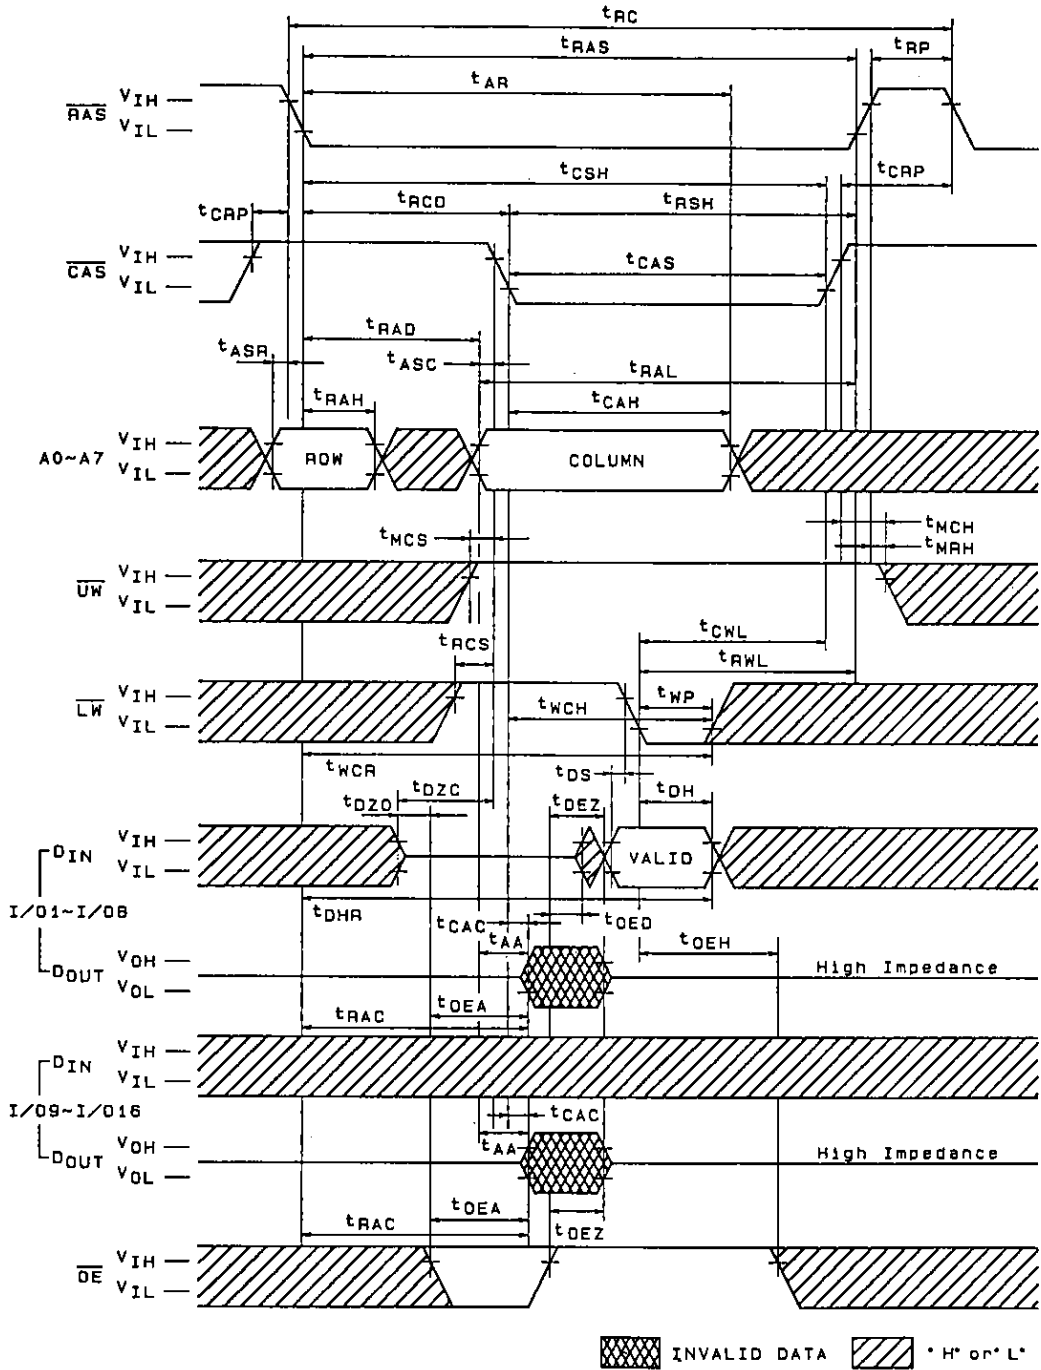 tRC
tRAS
tRP
tAR
RAS VIH
VIL
tCSH
tCRP
tCRP
tRCD
tRSH
CAS VIH
VIL
tCAS
tRAD
tASR
tASC
tRAL
tRAH
tCAH
A0~A7 VIH
VIL
ROW
COLUMN
tMCS
tMCH
tMRH
UW VIH
VIL
tRCS
tCWL
tRWL
LW VIH
VIL
tWCH
tWP
tWCR
tDS
tDZO
tDZC
tOEZ
tDH
DIN VIH
VIL
VALID
I/O1~I/O8
tDHR
tCAC
tOED
tAA
tOEH
DOUT VOH
VOL
High Impedance
tOEA
tRAC
DIN VIH
VIL
I/O9~I/O16
tCAC
tAA
DOUT VOH
VOL
High Impedance
tOEA
tRAC
tOEZ
OE VIH
VIL
INVALID DATA
"H" or "L"